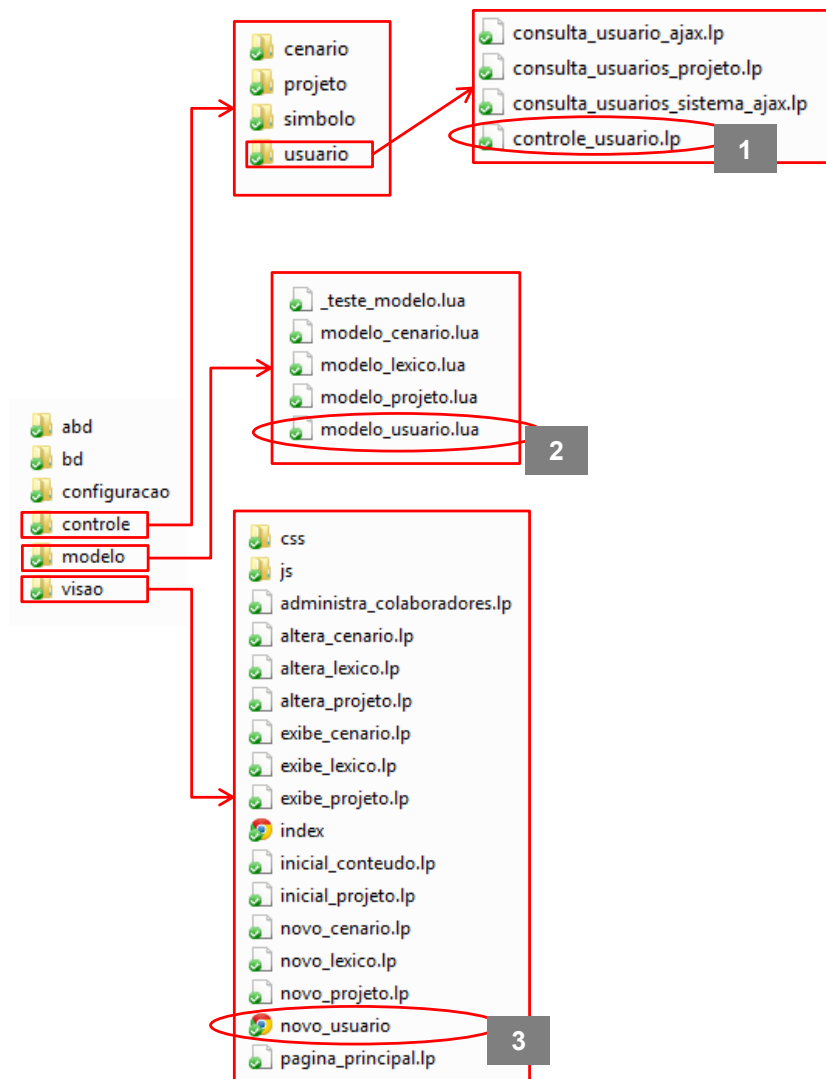 cenario
projeto
simbolo
usuario
consulta_usuario_ajax.lp
consulta_usuarios_projeto.lp
consulta_usuarios_sistema_ajax.lp
controle_usuario.lp
1
_teste_modelo.lua
modelo_cenario.lua
modelo_lexico.lua
modelo_projeto.lua
modelo_usuario.lua
2
abd
bd
configuracao
controle
modelo
visao
css
js
administra_colaboradores.lp
altera_cenario.lp
altera_lexico.lp
altera_projeto.lp
exibe_cenario.lp
exibe_lexico.lp
exibe_projeto.lp
index
inicial_conteudo.lp
inicial_projeto.lp
novo_cenario.lp
novo_lexico.lp
novo_projeto.lp
novo_usuario
3
pagina_principal.lp